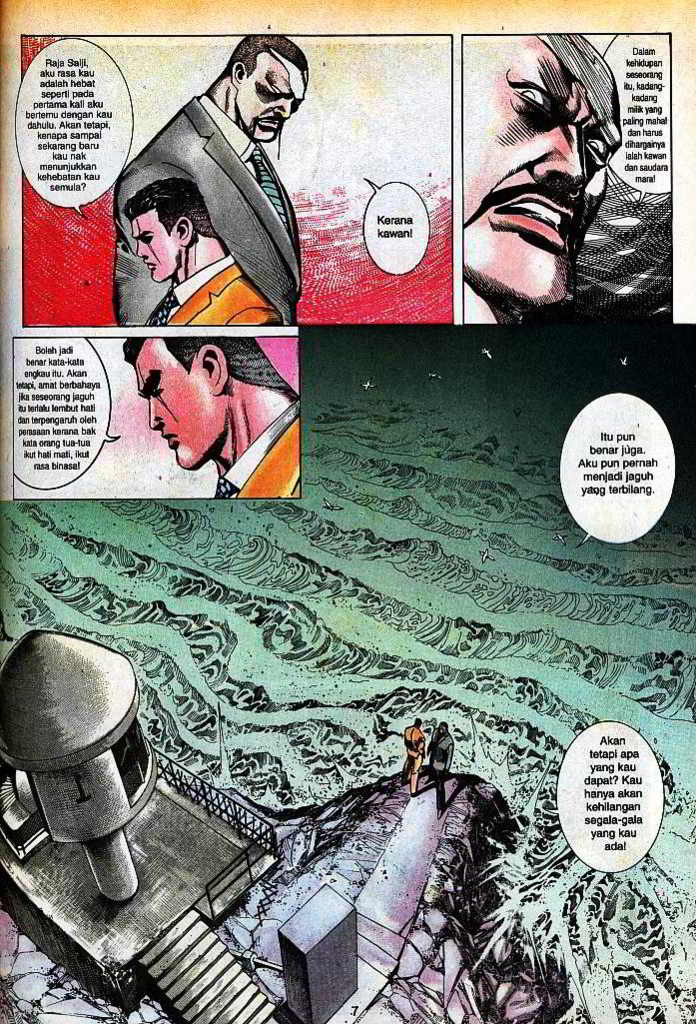 Raja Saiji,
aku rasa kau
adalah hebat
seperti pada
pertama kali aku
bertemu dengan kau
dahulu. Akan tetapi,
kenapa sampai
sekarang baru
kau nak
menunjukkan
kehebatan kau
semula?
Kerana
kawan!
Dalam
kehidupan
seseorang
itu, kadang-
kadang
milik yang
paling mahal
dan harus
dihargainya
ialah kawan
dan saudara
mara!
Boleh jadi
benar kata-kata
engkau itu. Akan
tetapi, amat berbahaya
jika seseorang jaguh
itu terlalu lembut hati
dan terpengaruh oleh
perasaan kerana bak
kata orang tua-tua
ikut hati mati, ikut
rasa binasa!
Itu pun
benar juga.
Aku pun pernah
menjadi jaguh
yang terbilang.
Akan
tetapi apa
yang kau
dapat? Kau
hanya akan
kehilangan
segala-gala
yang kau
ada!
7